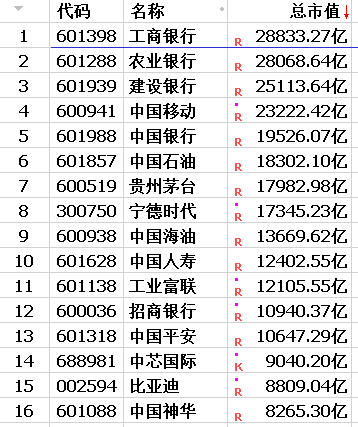 代码 名称 总市值↓
1 601398 工商银行 R 28833.27亿
2 601288 农业银行 R 28068.64亿
3 601939 建设银行 R 25113.64亿
4 600941 中国移动 R 23222.42亿
5 601988 中国银行 R 19526.07亿
6 601857 中国石油 R 18302.10亿
7 600519 贵州茅台 R 17982.98亿
8 300750 宁德时代 R 17345.23亿
9 600938 中国海油 R 13669.62亿
10 601628 中国人寿 R 12402.55亿
11 601138 工业富联 R 12105.55亿
12 600036 招商银行 R 10940.37亿
13 601318 中国平安 R 10647.29亿
14 688981 中芯国际 K 9040.20亿
15 002594 比亚迪 R 8809.04亿
16 601088 中国神华 R 8265.30亿